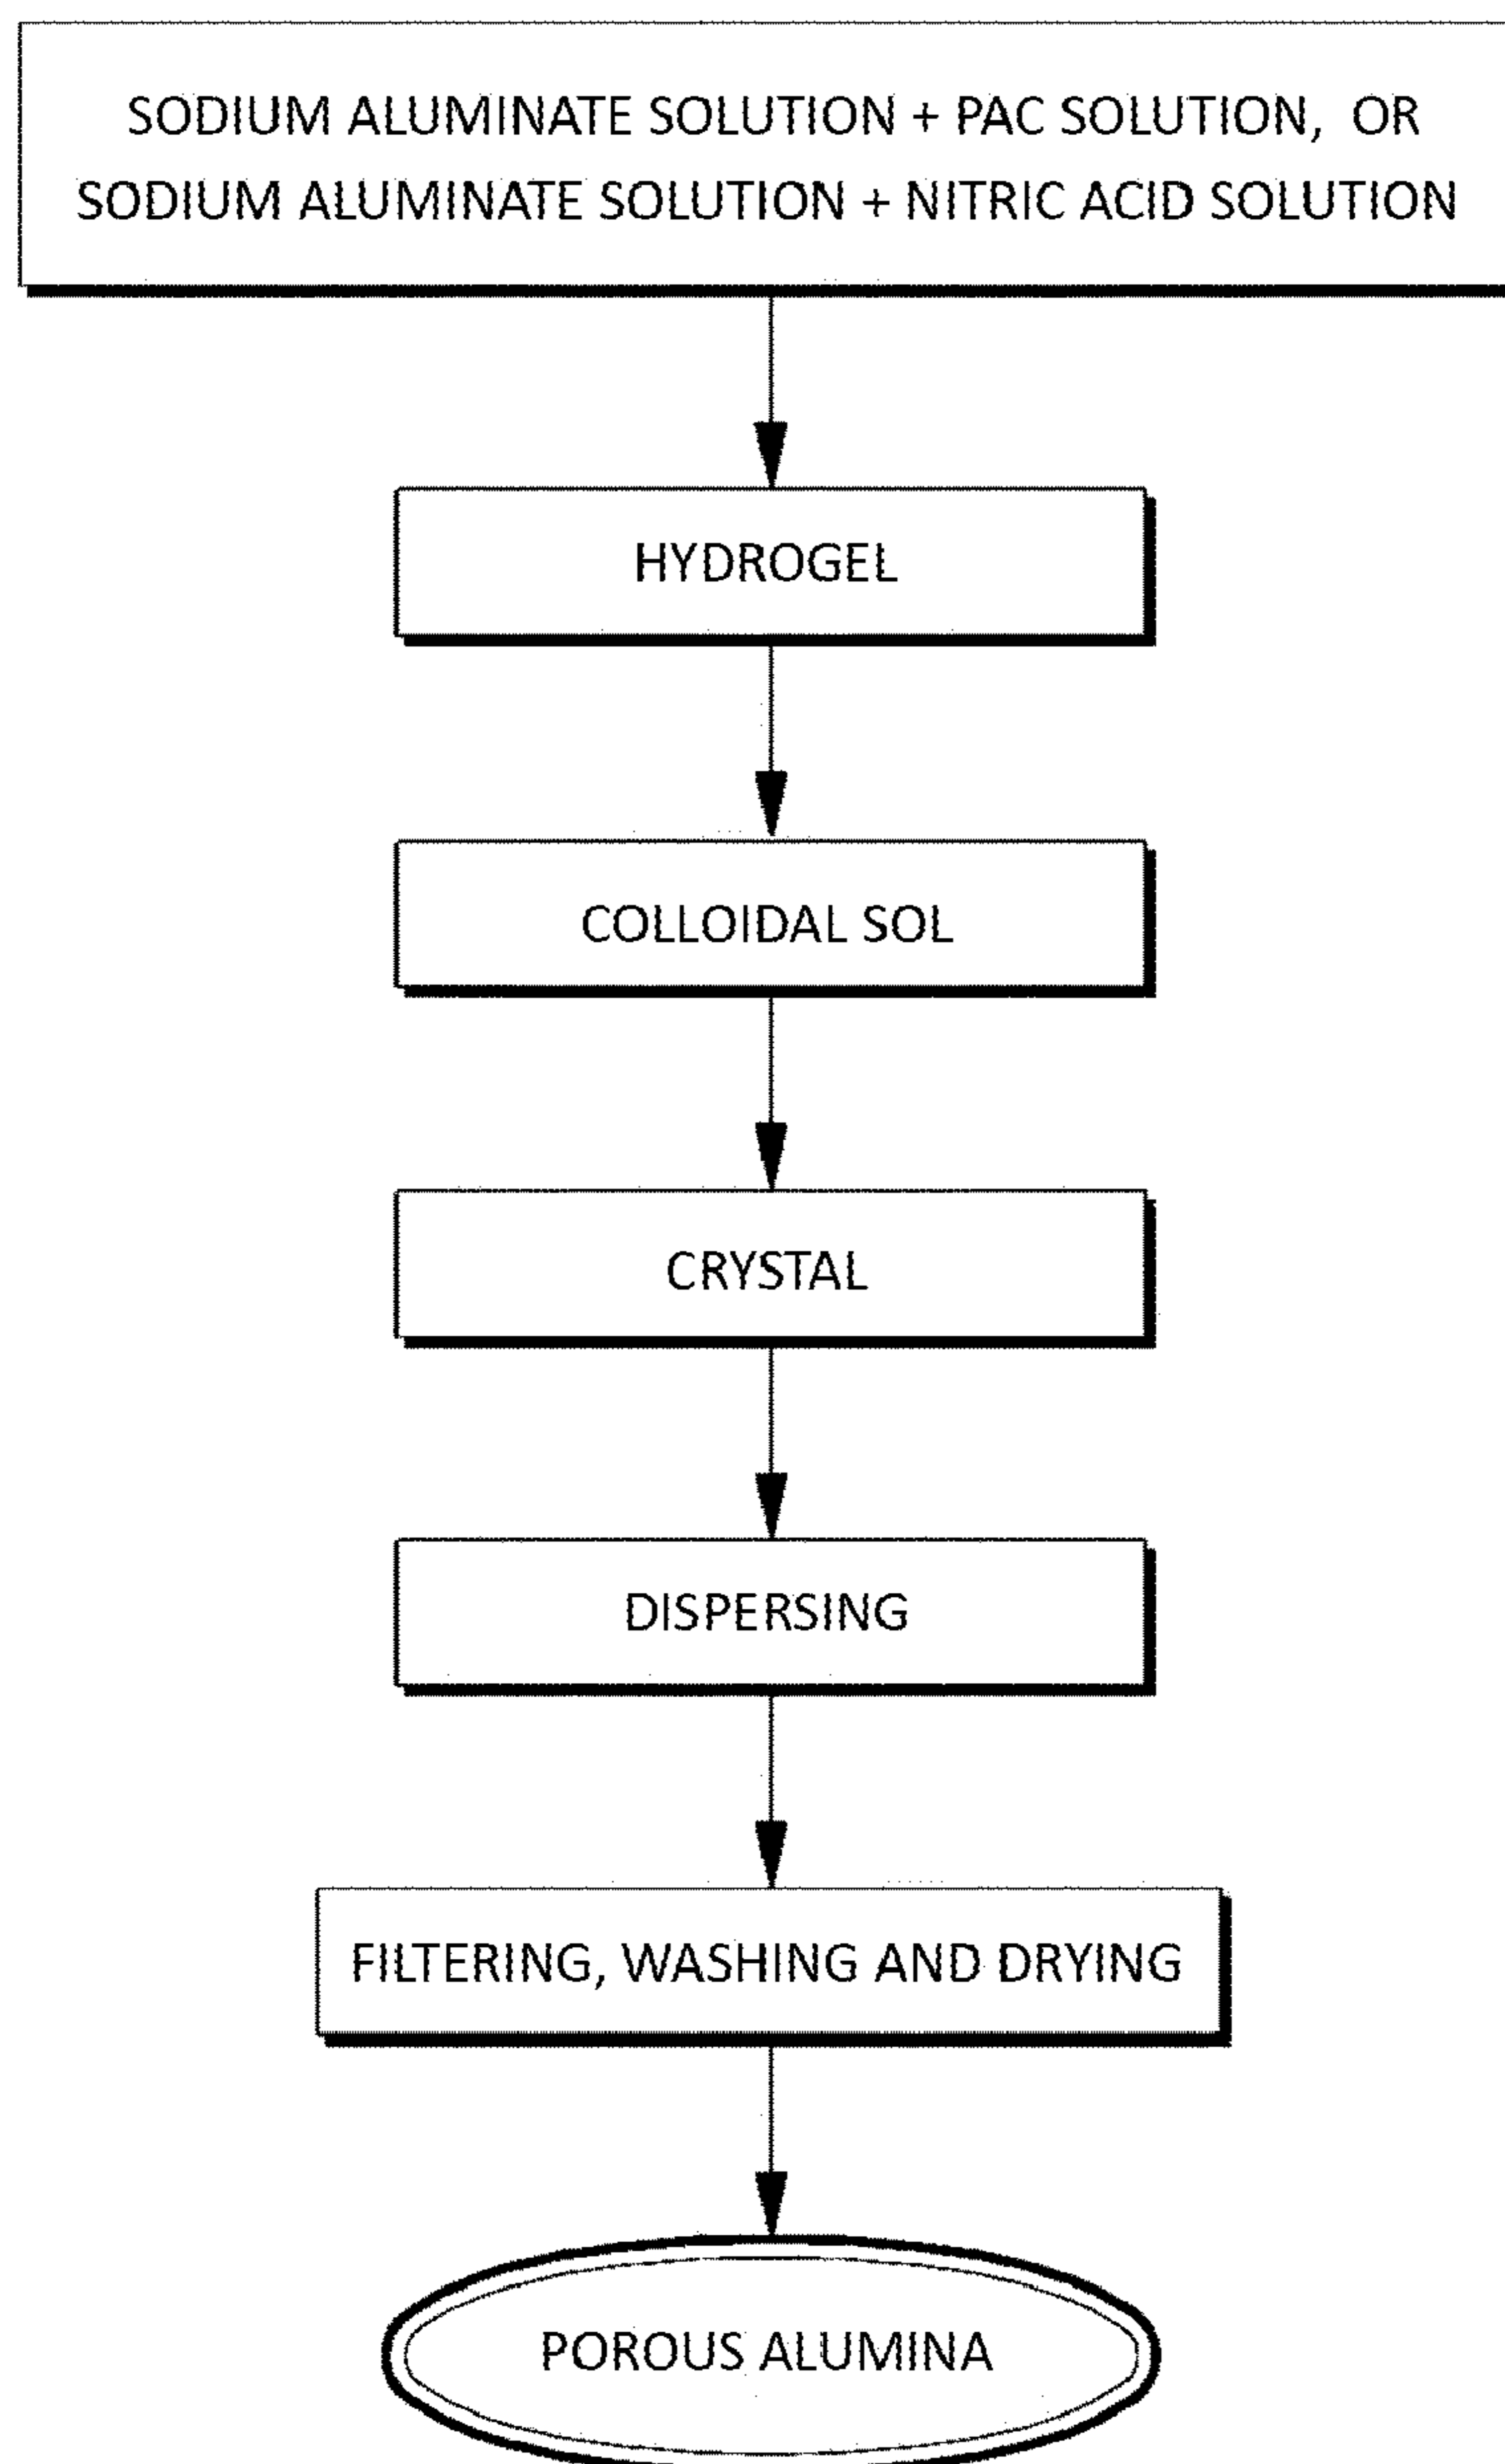 SODIUM ALUMINATE SOLUTION + PAC SOLUTION, OR
SODIUM ALUMINATE SOLUTION + NITRIC ACID SOLUTION
HYDROGEL
COLLOIDAL SOL
CRYSTAL
DISPERSING
FILTERING, WASHING AND DRYING
POROUS ALUMINA